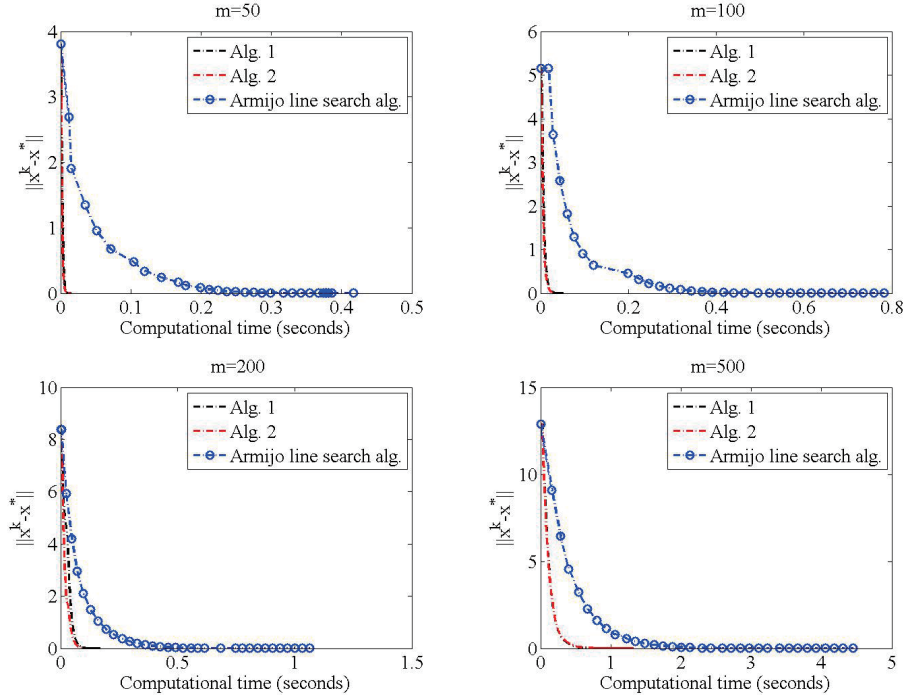 m=50
4
3
2
1
0
||x^k-x^*||
Alg. 1
Alg. 2
Armijo line search alg.
0 0.1 0.2 0.3 0.4 0.5
Computational time (seconds)
m=100
6
5
4
3
2
1
0
||x^k-x^*||
Alg. 1
Alg. 2
Armijo line search alg.
0 0.2 0.4 0.6 0.8
Computational time (seconds)
m=200
10
8
6
4
2
0
||x^k-x^*||
Alg. 1
Alg. 2
Armijo line search alg.
0 0.5 1 1.5
Computational time (seconds)
m=500
15
10
5
0
||x^k-x^*||
Alg. 1
Alg. 2
Armijo line search alg.
0 1 2 3 4 5
Computational time (seconds)